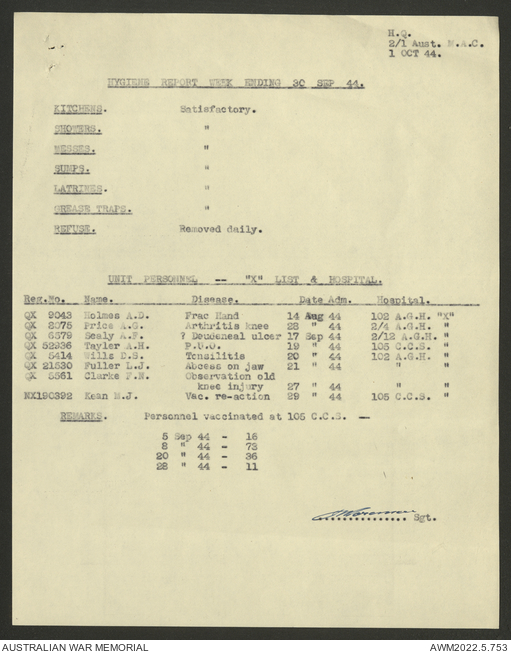 H.Q.
2/1 Aust. M.A.C.
1 OCT 44.
HYGIENE REPORT WEEK ENDING 30 SEP 44.
KITCHENS. Satisfactory.
SHOWERS. "
MESSES. "
SUMPS. "
LATRINES. "
GREASE TRAPS. "
REFUSE. Removed daily.
UNIT PERSONNEL -- "X" LIST & HOSPITAL.
Reg.No. Name. Disease. Date Adm. Hospital.
QX 9043 Holmes A.D. Frac Hand 14 Aug 44 102 A.G.H. "X"
QX 2075 Price A.G. Arthritis knee 28 " 44 2/4 A.G.H. "
QX 6579 Sealy A.F. ? Deudeneal ulcer 17 Sep 44 2/12 A.G.H. "
QX 52936 Tayler A.H. 19 " 44 105 C.C.S. "
QX 5414 Wills D.S. Tonsilitis 20 " 44 102 A.G.H. "
QX 21530 Fuller L.J. Abcess on jaw 21 " 44 " "
QX 5561 Clarke F.N. Observation old
knee injury 27 " 44 " "
NX190392 Kean M.J. Vac. re-action 29 " 44 105 C.C.S. "
REMARKS. Personnel vaccinated at 105 C.C.S. --
5 Sep 44 - 16
8 " 44 - 73
20 " 44 - 36
28 " 44 - 11
Sgt.
AUSTRALIAN WAR MEMORIAL
AWM2022.5.753